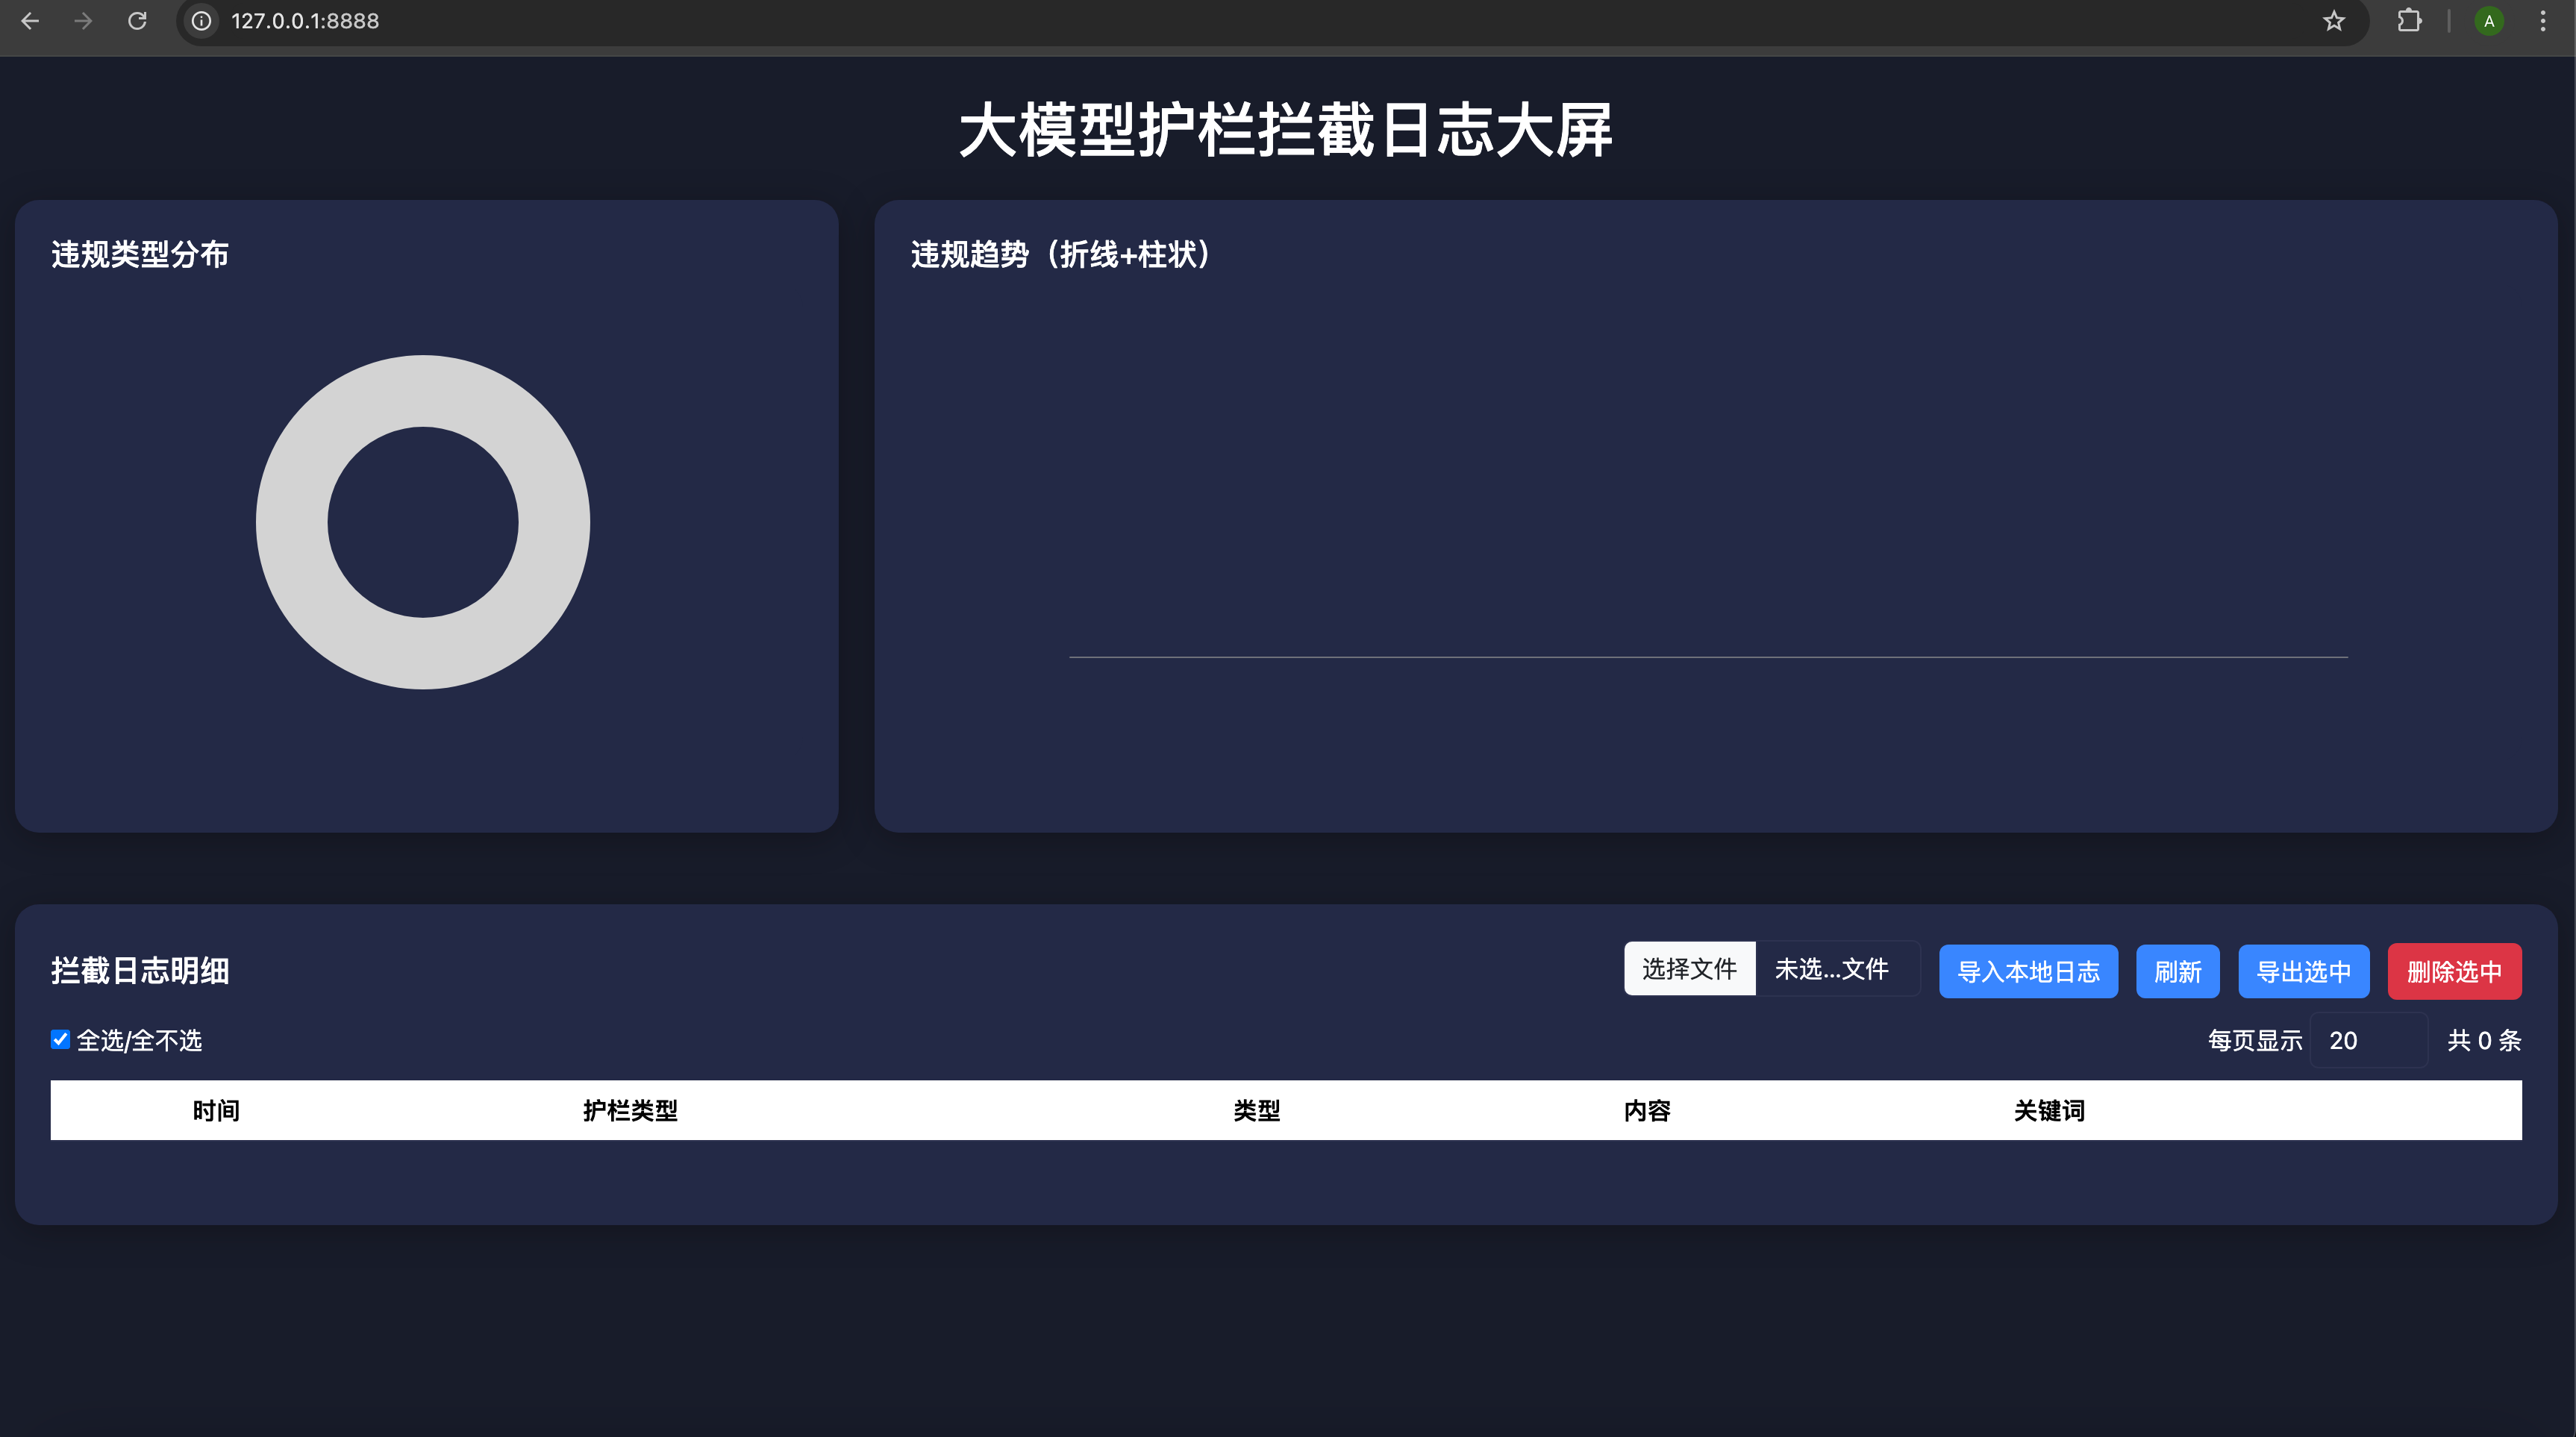 127.0.0.1:8888
A
大模型护栏拦截日志大屏
违规类型分布
违规趋势（折线+柱状）
拦截日志明细
选择文件 未选...文件 导入本地日志 刷新 导出选中 删除选中
全选/全不选
每页显示 20 共 0 条
时间 护栏类型 类型 内容 关键词